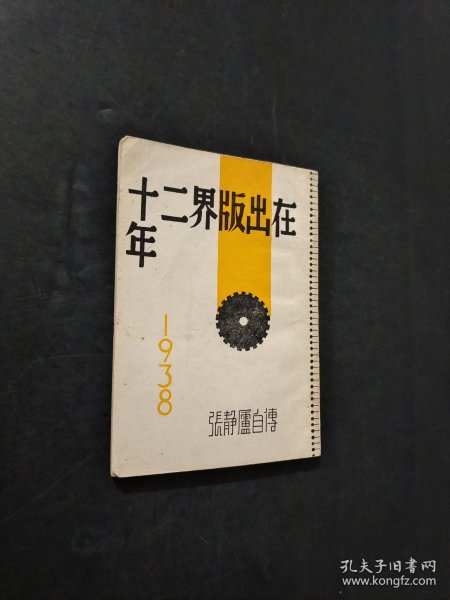 在出版界二十
年
1938
張静廬自傳
孔夫子旧书网
www.kongfz.com